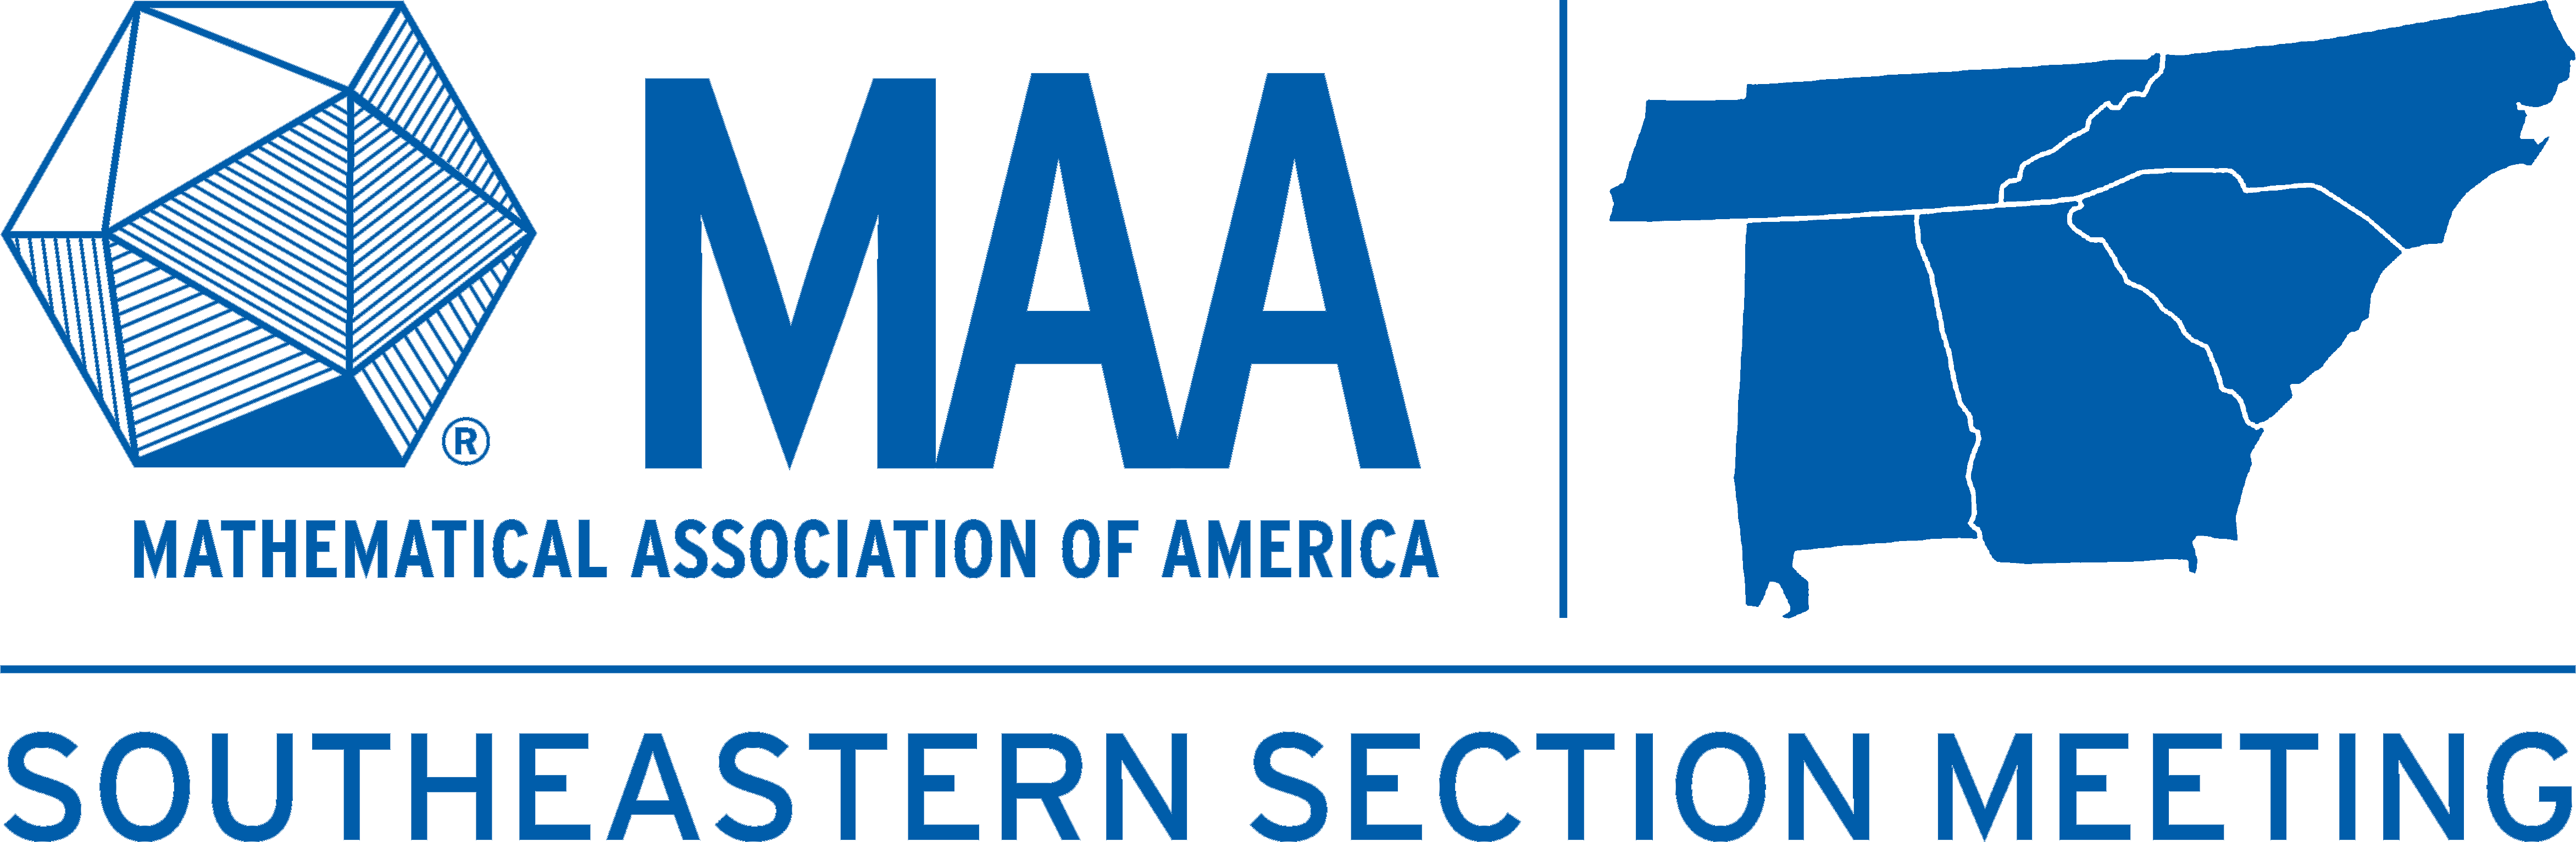 ®
MAA
MATHEMATICAL ASSOCIATION OF AMERICA
SOUTHEASTERN SECTION MEETING